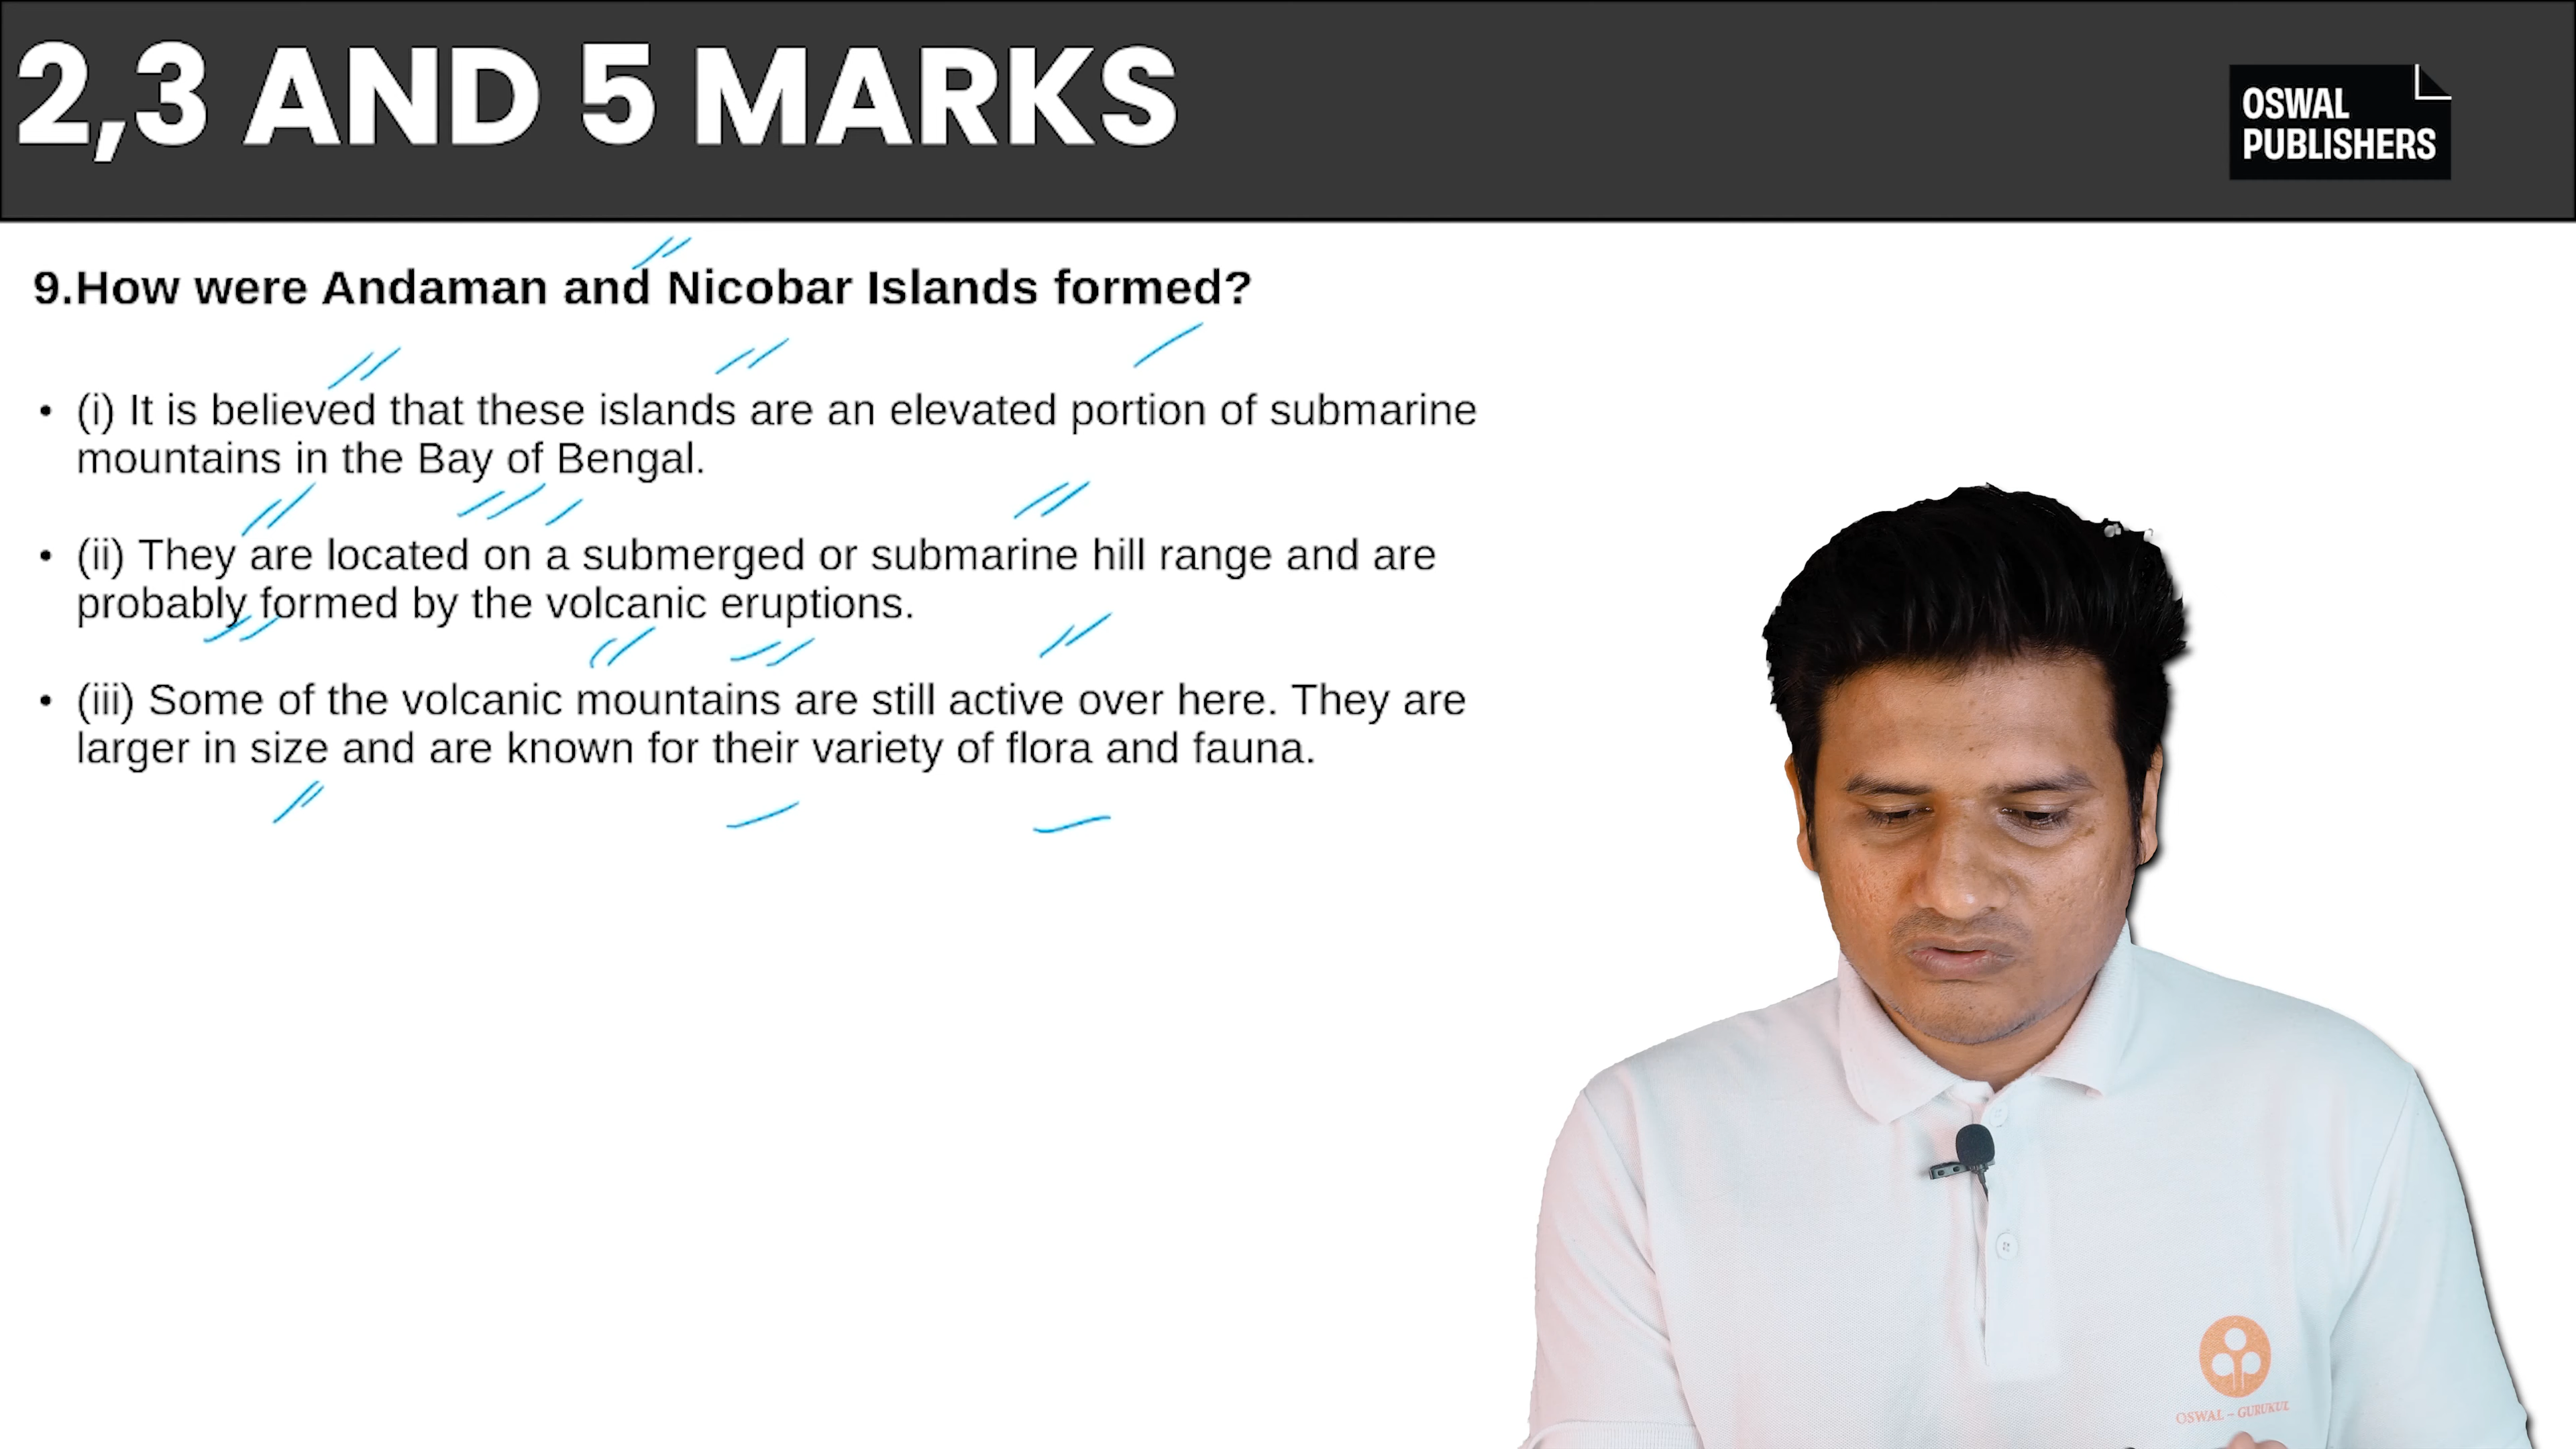 2,3 AND 5 MARKS
OSWAL
PUBLISHERS
9.How were Andaman and Nicobar Islands formed?
• (i) It is believed that these islands are an elevated portion of submarine
mountains in the Bay of Bengal.
• (ii) They are located on a submerged or submarine hill range and are
probably formed by the volcanic eruptions.
• (iii) Some of the volcanic mountains are still active over here. They are
larger in size and are known for their variety of flora and fauna.
OSWAL – GURUKUL